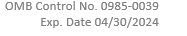 OMB Control No. 0985-0039
Exp. Date 04/30/2024